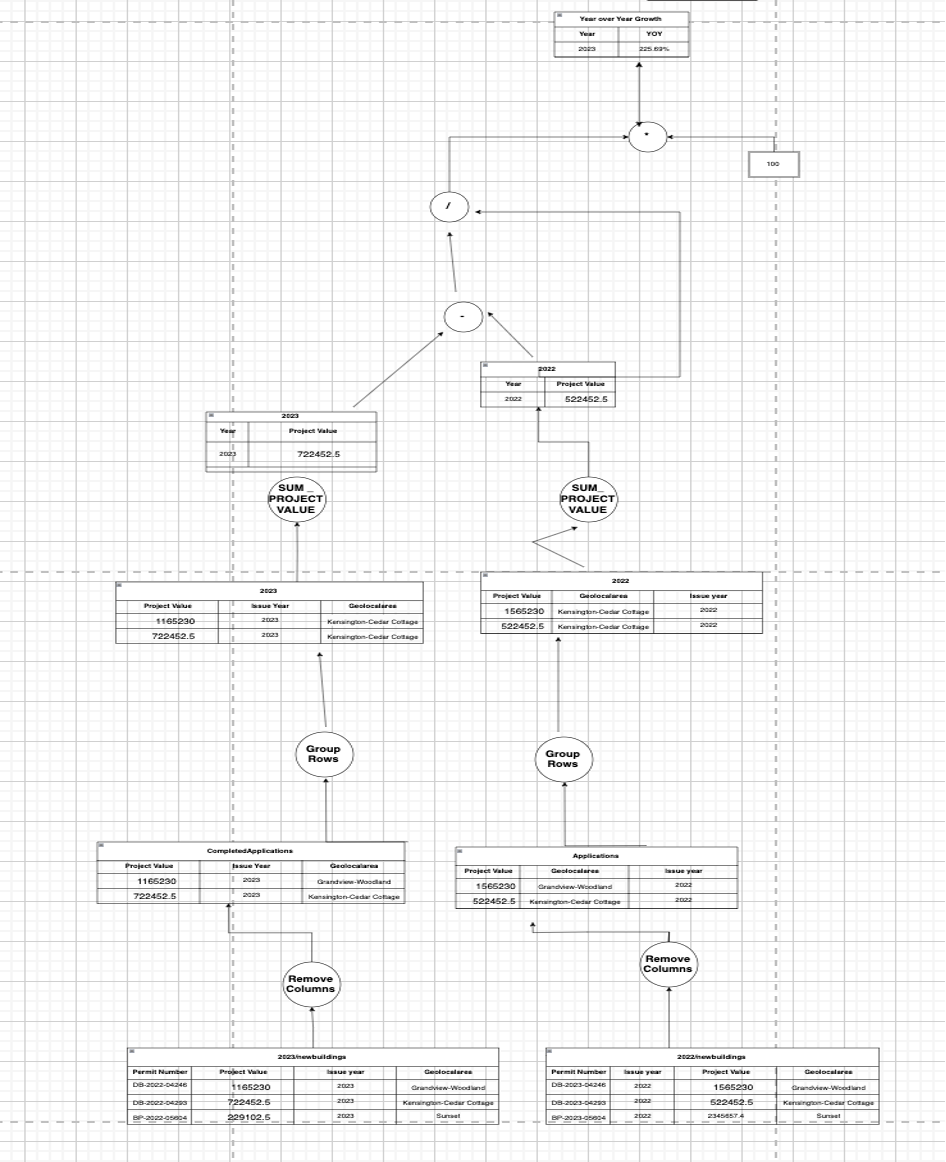 Year over Year Growth
Year YOY
2023 225.69%
*
100
/
-
2022
Year Project Value
2022 522452.5
2023
Year Project Value
2023 722452.5
SUM_
PROJECT
VALUE
SUM_
PROJECT
VALUE
2023
Project Value Issue Year Geolocalarea
1165230 2023 Kensington-Cedar Cottage
722452.5 2023 Kensington-Cedar Cottage
2022
Project Value Geolocalarea Issue year
1565230 Kensington-Cedar Cottage 2022
522452.5 Kensington-Cedar Cottage 2022
Group
Rows
Group
Rows
CompletedApplications
Project Value Issue Year Geolocalarea
1165230 2023 Grandview-Woodland
722452.5 2023 Kensington-Cedar Cottage
Applications
Project Value Geolocalarea Issue year
1565230 Grandview-Woodland 2022
522452.5 Kensington-Cedar Cottage 2022
Remove
Columns
Remove
Columns
2023/newbuildings
Permit Number Project Value Issue year Geolocalarea
DB-2022-04246 1165230 2023 Grandview-Woodland
DB-2022-04293 722452.5 2023 Kensington-Cedar Cottage
BP-2022-05604 229102.5 2023 Sunset
2022/newbuildings
Permit Number Issue year Project Value Geolocalarea
DB-2023-04246 2022 1565230 Grandview-Woodland
DB-2023-04293 2022 522452.5 Kensington-Cedar Cottage
BP-2023-05604 2022 2345657.4 Sunset